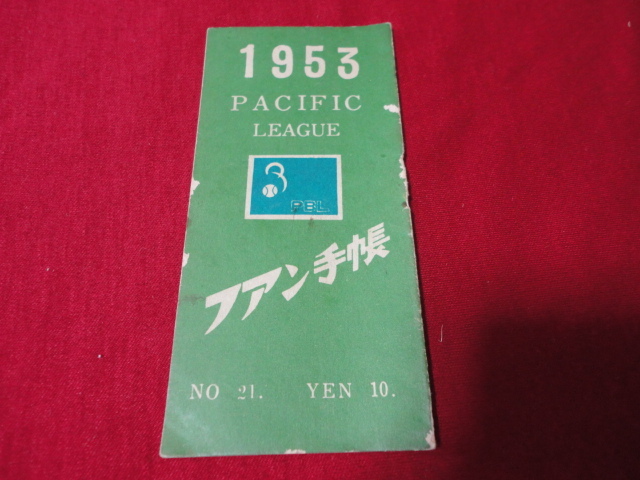 1953
PACIFIC
LEAGUE
PBL
フアン手帳
NO 21. YEN 10.